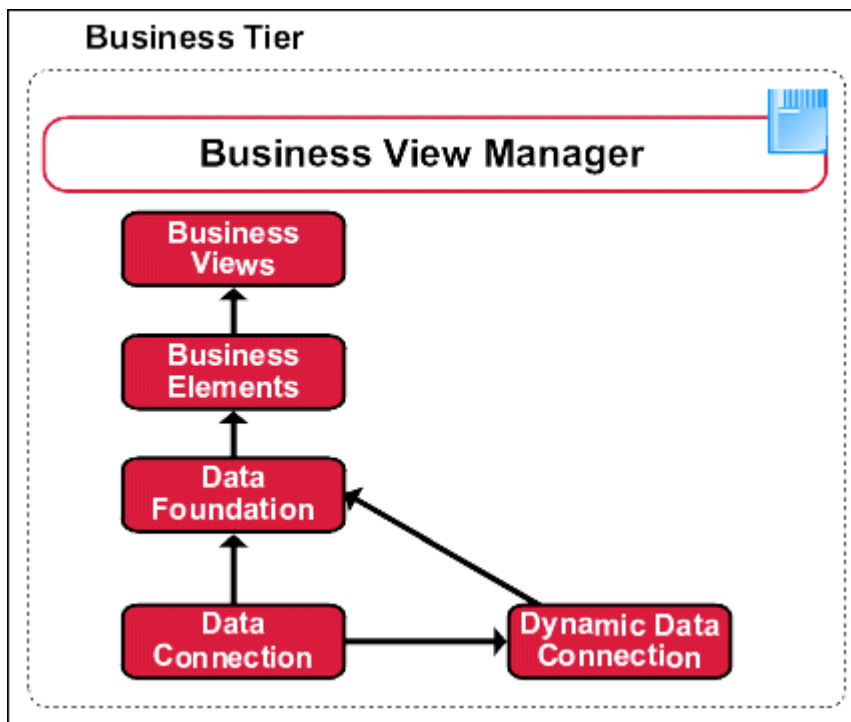 Business Tier
Business View Manager
Business
Views
Business
Elements
Data
Foundation
Data
Connection
Dynamic Data
Connection